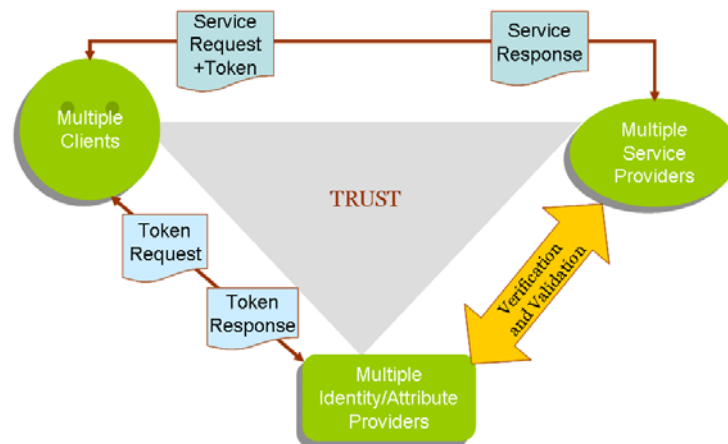 Service
Request
+Token
Service
Response
Multiple
Clients
Multiple
Service
Providers
TRUST
Token
Request
Token
Response
Verification
and Validation
Multiple
Identity/Attribute
Providers